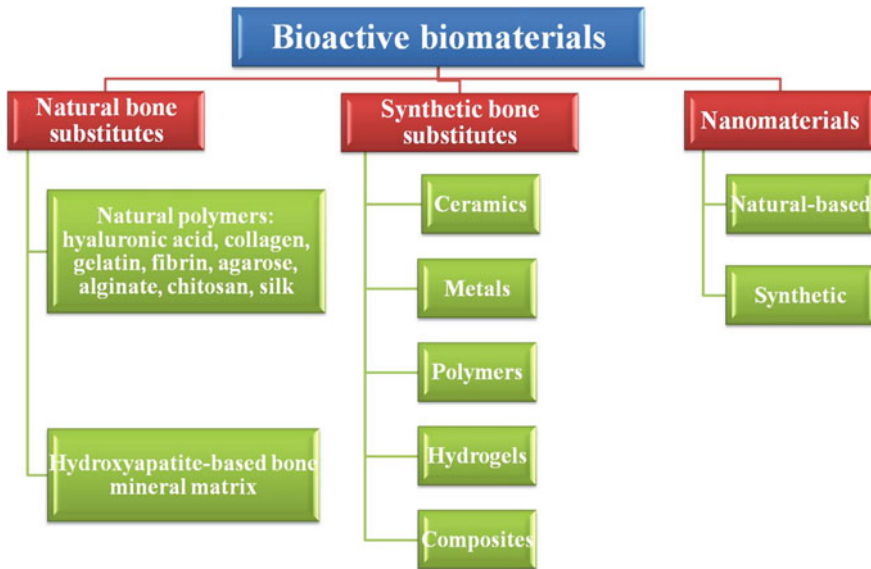 Bioactive biomaterials
Natural bone
substitutes
Synthetic bone
substitutes
Nanomaterials
Natural polymers:
hyaluronic acid, collagen,
gelatin, fibrin, agarose,
alginate, chitosan, silk
Hydroxyapatite-based bone
mineral matrix
Ceramics
Metals
Polymers
Hydrogels
Composites
Natural-based
Synthetic